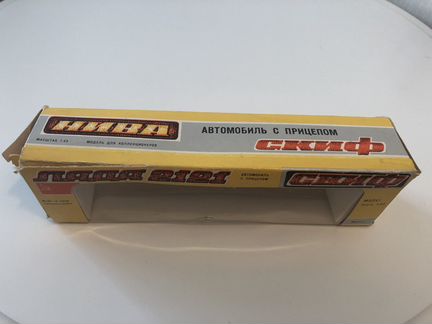 НИВА
АВТОМОБИЛЬ С ПРИЦЕПОМ
МАСШТАБ 1:43
МОДЕЛЬ ДЛЯ КОЛЛЕКЦИОНЕРОВ
СКИФ
ЛАДА 2121
АВТОМОБИЛЬ
С ПРИЦЕПОМ
СКИФ